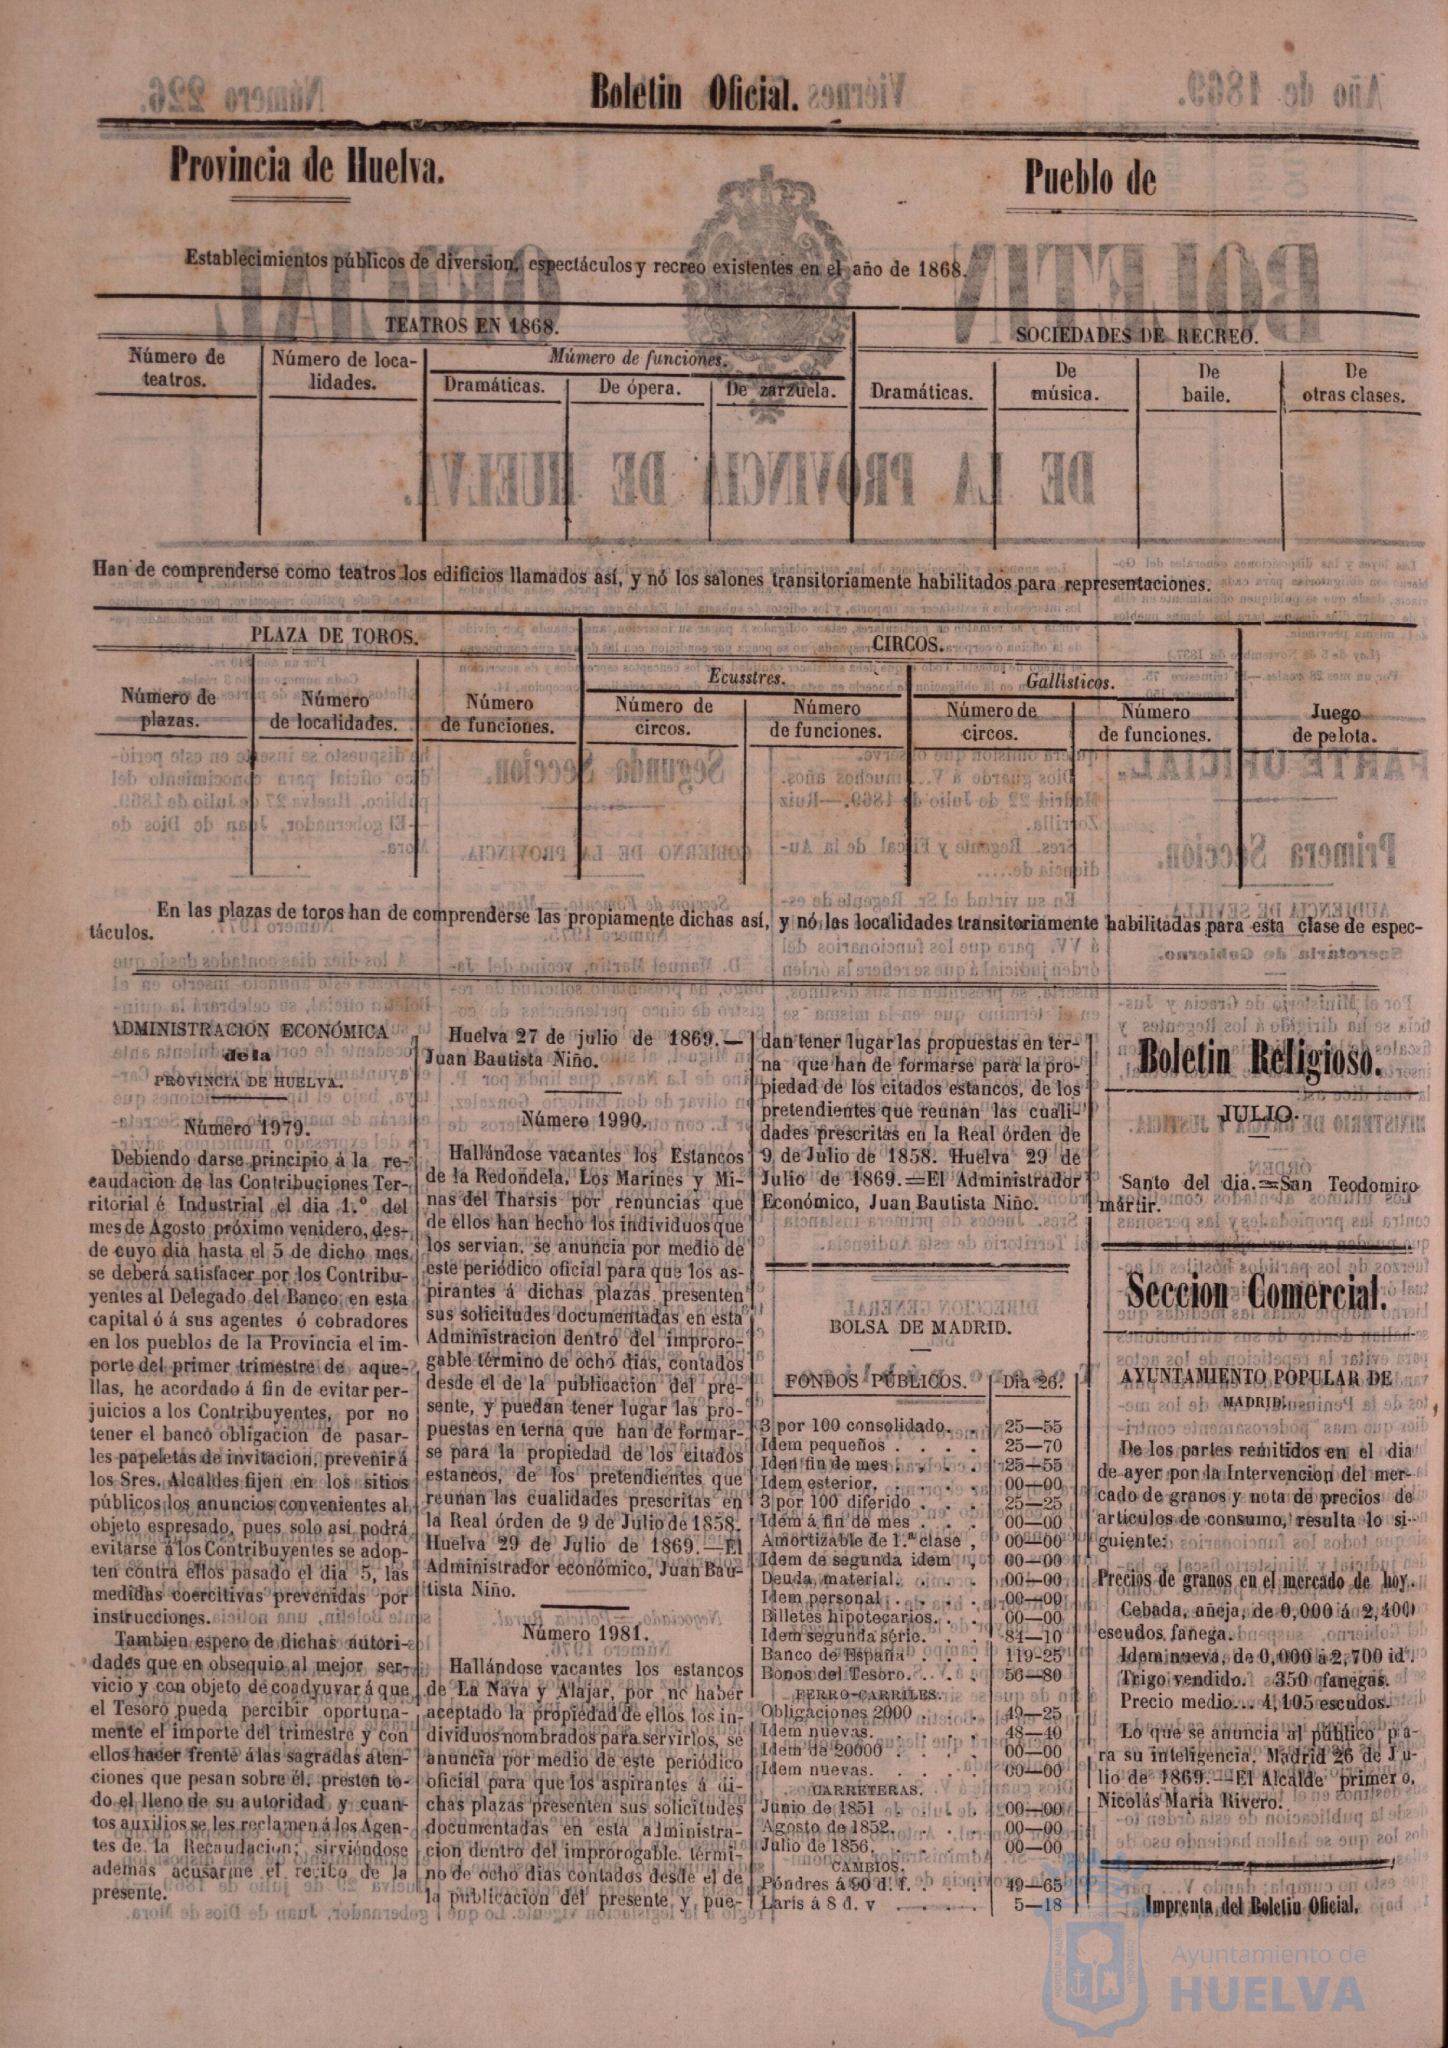 Boletin Oficial.
Provincia de Huelva.
Pueblo de
Establecimientos públicos de diversion, espectáculos y recreo existentes en el año de 1868.
TEATROS EN 1868.
SOCIEDADES DE RECREO.
Número de teatros.
Número de loca-
lidades.
Múmero de funciones.
Dramáticas.
De ópera.
De zarzuela.
Dramáticas.
De música.
De baile.
De otras clases.
Han de comprenderse como teatros los edificios llamados así, y nó los salones transitoriamente habilitados para representaciones.
PLAZA DE TOROS.
CIRCOS.
Ecusstres.
Gallisticos.
Número de plazas.
Número de localidades.
Número de funciones.
Número de circos.
Número de funciones.
Número de circos.
Número de funciones.
Juego de pelota.
En las plazas de toros han de comprenderse las propiamente dichas así, y nó las localidades transitoriamente habilitadas para esta clase de espec-
táculos.
ADMINISTRACION ECONÓMICA
de la
PROVINCIA DE HUELVA.
Número 1979.
Debiendo darse principio á la re-
caudacion de las Contribuciones Ter-
ritorial é Industrial el dia 1.º del
mes de Agosto próximo venidero, des-
de cuyo dia hasta el 5 de dicho mes
se deberá satisfacer por los Contribu-
yentes al Delegado del Banco en esta
capital ó á sus agentes ó cobradores
en los pueblos de la Provincia el im-
porte del primer trimestre de aque-
llas, he acordado á fin de evitar per-
juicios a los Contribuyentes, por no
tener el banco obligacion de pasar-
les papeletas de invitacion, prevenir á
los Sres. Alcaldes fijen en los sitios
públicos los anuncios convenientes al
objeto espresado, pues solo así podrá
evitarse á los Contribuyentes se adop-
ten contra ellos pasado el dia 5, las
medidas coercitivas prevenidas por
instrucciones.
Tambien espero de dichas autori-
dades que en obsequio al mejor ser-
vicio y con objeto de coadyuvar á que
el Tesoro pueda percibir oportuna-
mente el importe del trimestre y con
ellos hacer frente á las sagradas aten-
ciones que pesan sobre él, presten to-
do el lleno de su autoridad y cuan-
tos auxilios se les reclamen á los Agen-
tes de la Recaudacion; sirviéndose
además acusarme el recibo de la
presente.
Huelva 27 de julio de 1869.—
Juan Bautista Niño.
Número 1990.
Hallándose vacantes los Estancos
de la Redondela, Los Marines y Mi-
nas del Tharsis por renuncias que
de ellos han hecho los individuos que
los servian, se anuncia por medio de
este periódico oficial para que los as-
pirantes á dichas plazas presenten
sus solicitudes documentadas en esta
Administracion dentro del improro-
gable término de ocho dias, contados
desde el de la publicacion del pre-
sente, y puedan tener lugar las pro-
puestas en terna que han de formar-
se para la propiedad de los citados
estancos, de los pretendientes que
reunan las cualidades prescritas en
la Real órden de 9 de Julio de 1858.
Huelva 29 de Julio de 1869.—El
Administrador económico, Juan Bau-
tista Niño.
Número 1981.
Hallándose vacantes los estancos
de La Nava y Alajar, por no haber
aceptado la propiedad de ellos los in-
dividuos nombrados para servirlos, se
anuncia por medio de este periódico
oficial para que los aspirantes á di-
chas plazas presenten sus solicitudes
documentadas en esta administra-
cion dentro del improrogable térmi-
no de ocho dias contados desde el de
la publicacion del presente, y pue-
dan tener lugar las propuestas en ter-
na que han de formarse para la pro-
piedad de los citados estancos, de los
pretendientes que reunan las cuali-
dades prescritas en la Real órden de
9 de Julio de 1858. Huelva 29 de
Julio de 1869.—El Administrador
Económico, Juan Bautista Niño.
BOLSA DE MADRID.
FONDOS PÚBLICOS. Dia 26.
3 por 100 consolidado. . 25—55
Idem pequeños . . . . 25—70
Idem fin de mes . . . . 25—55
Idem esterior. . . . . 00—00
3 por 100 diferido . . . 25—25
Idem á fin de mes . . . 00—00
Amortizable de 1.ª clase , 00—00
Idem de segunda idem , 00—00
Deuda material. . . . 00—00
Idem personal . . . . 00—00
Billetes hipotecarios. . . 00—00
Idem segunda série. . . 84—10
Banco de España . . . 119-25
Bonos del Tesoro. . . . 56—80
FERRO-CARRILES.
Obligaciones 2000 . . . 49—25
Idem nuevas. . . . . 48—40
Idem de 20000 . . . . 00—00
Idem nuevas. . . . . 00—00
CARRETERAS.
Junio de 1851 . . . . 00—00
Agosto de 1852. . . . 00—00
Julio de 1856. . . . . 00—00
CAMBIOS.
Póndres á 90 d. f. . . . 49—65
Laris á 8 d. v . . . . 5—18
Boletin Religioso.
JULIO.
Santo del dia.—San Teodomiro
mártir.
Seccion Comercial.
AYUNTAMIENTO POPULAR DE
MADRID.
De los partes remitidos en el dia
de ayer por la Intervencion del mer-
cado de granos y nota de precios de
artículos de consumo, resulta lo si-
guiente:
Precios de granos en el mercado de hoy.
Cebada, añeja, de 0,000 á 2,400
escudos fanega.
Idem nueva, de 0,000 á 2,700 id.
Trigo vendido. 350 fanegas.
Precio medio... 4,105 escudos.
Lo que se anuncia al público pa-
ra su inteligencia. Madrid 26 de Ju-
lio de 1869.—El Alcalde primero,
Nicolás Maria Rivero.
Imprenta del Boletin Oficial.
Ayuntamiento de
HUELVA